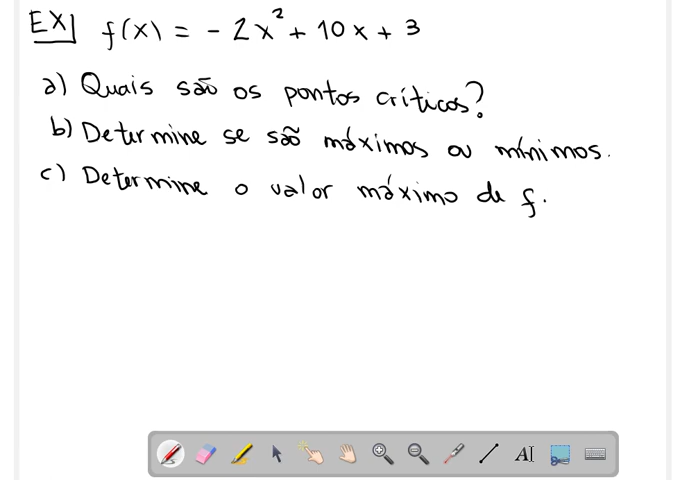 EX] f(x) = - 2x² + 10x + 3
a) Quais são os pontos críticos?
b) Determine se são máximos ou mínimos.
c) Determine o valor máximo de f.
AI